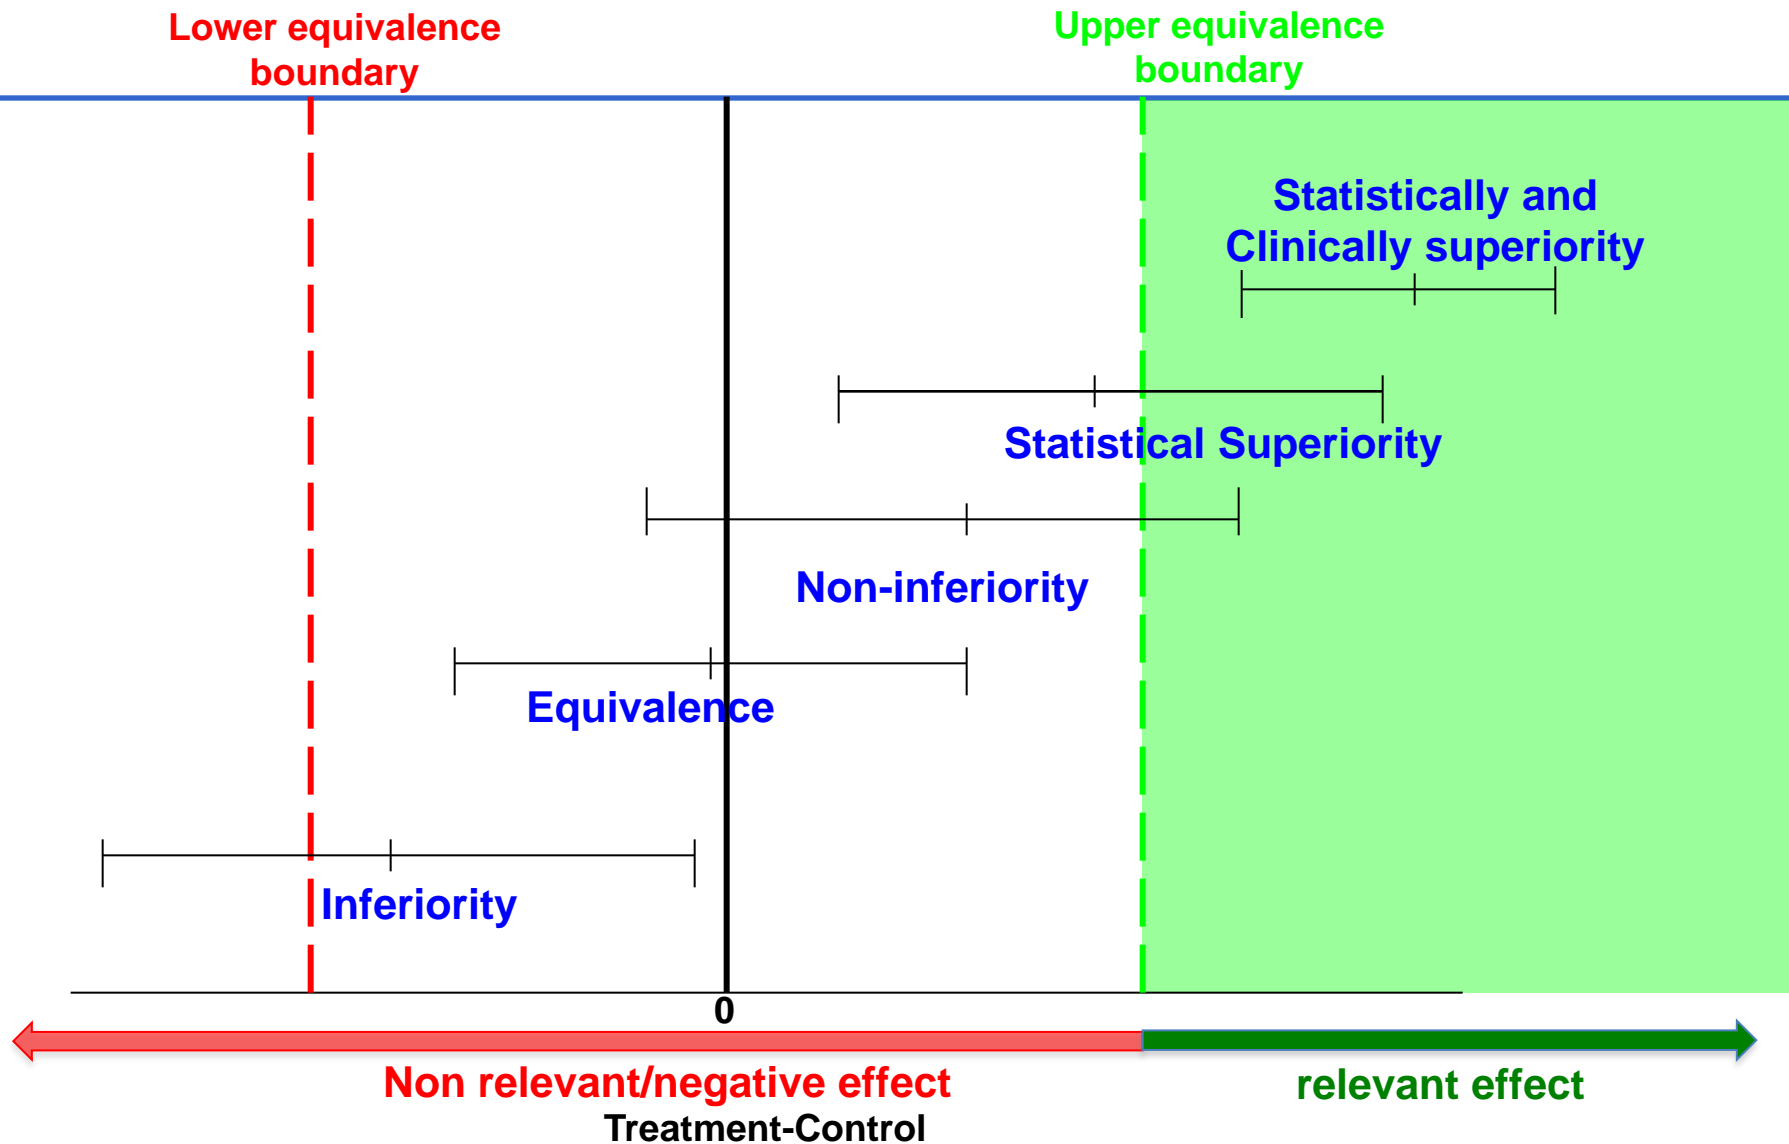 Lower equivalence
boundary
Upper equivalence
boundary
Statistically and
Clinically superiority
Statistical Superiority
Non-inferiority
Equivalence
Inferiority
0
Non relevant/negative effect
relevant effect
Treatment-Control